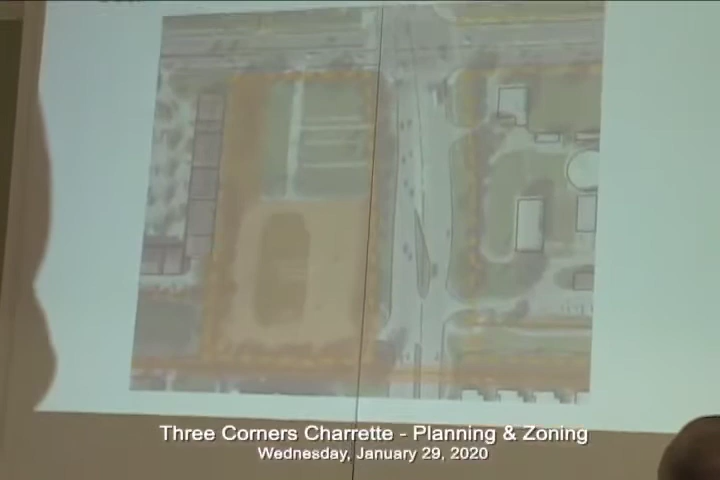 Three Corners Charrette - Planning & Zoning
Wednesday, January 29, 2020